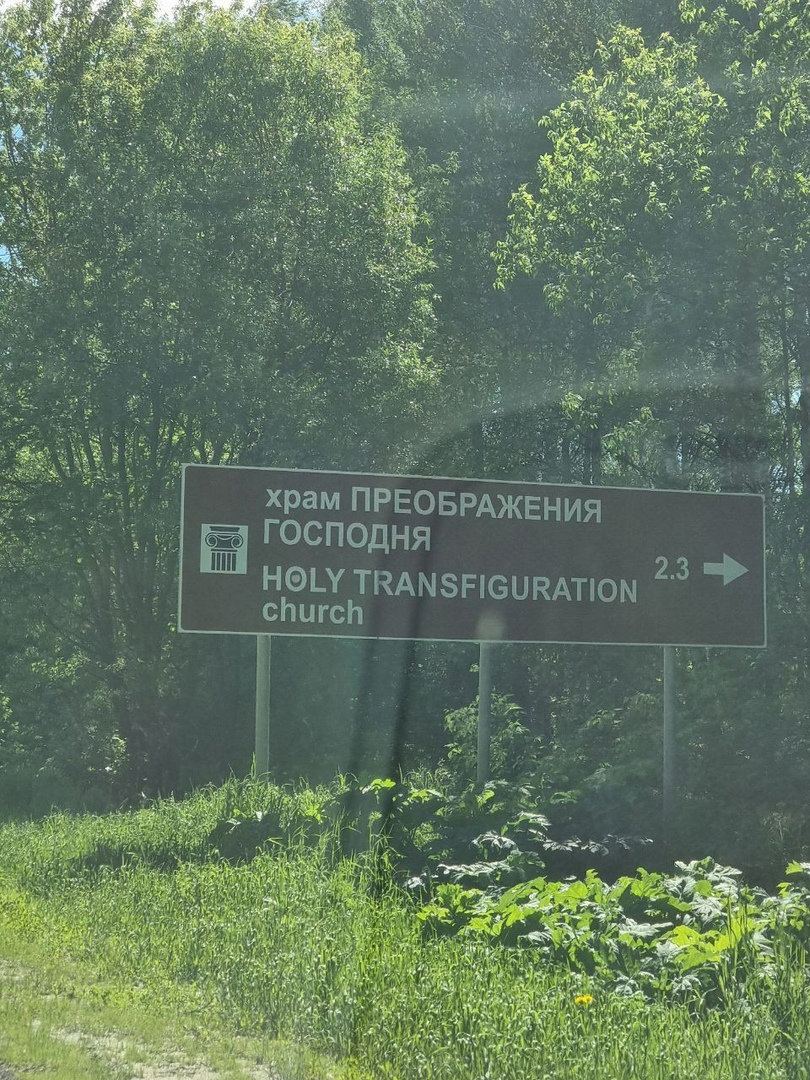 храм ПРЕОБРАЖЕНИЯ
ГОСПОДНЯ
HOLY TRANSFIGURATION
church
2.3